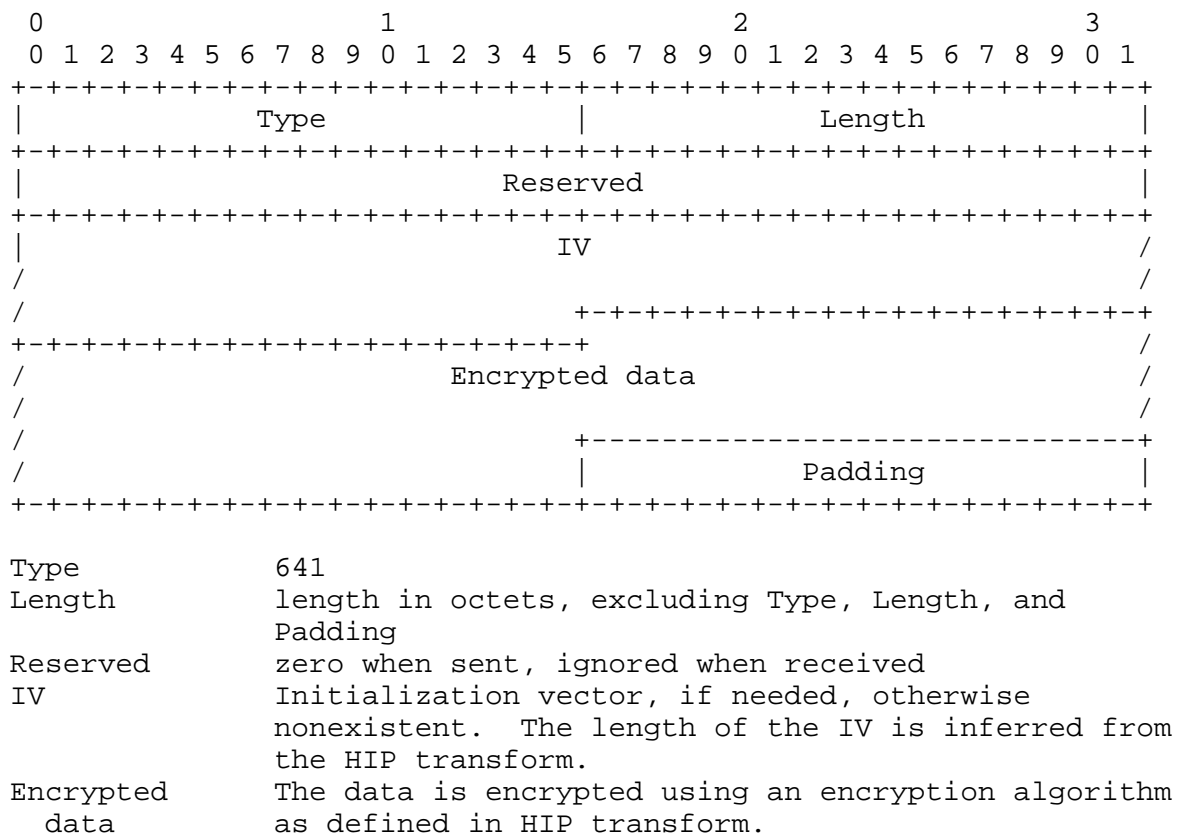 0                   1                   2                   3
 0 1 2 3 4 5 6 7 8 9 0 1 2 3 4 5 6 7 8 9 0 1 2 3 4 5 6 7 8 9 0 1
+-+-+-+-+-+-+-+-+-+-+-+-+-+-+-+-+-+-+-+-+-+-+-+-+-+-+-+-+-+-+-+-+
|             Type              |             Length            |
+-+-+-+-+-+-+-+-+-+-+-+-+-+-+-+-+-+-+-+-+-+-+-+-+-+-+-+-+-+-+-+-+
|                           Reserved                            |
+-+-+-+-+-+-+-+-+-+-+-+-+-+-+-+-+-+-+-+-+-+-+-+-+-+-+-+-+-+-+-+-+
|                              IV                               /
/                                                               /
/                               +-+-+-+-+-+-+-+-+-+-+-+-+-+-+-+-+
+-+-+-+-+-+-+-+-+-+-+-+-+-+-+-+-+                               /
/                        Encrypted data                         /
/                                                               /
/                               +-------------------------------+
/                               |            Padding            |
+-+-+-+-+-+-+-+-+-+-+-+-+-+-+-+-+-+-+-+-+-+-+-+-+-+-+-+-+-+-+-+-+
Type           641
Length         length in octets, excluding Type, Length, and
               Padding
Reserved       zero when sent, ignored when received
IV             Initialization vector, if needed, otherwise
               nonexistent.  The length of the IV is inferred from
               the HIP transform.
Encrypted      The data is encrypted using an encryption algorithm
  data         as defined in HIP transform.